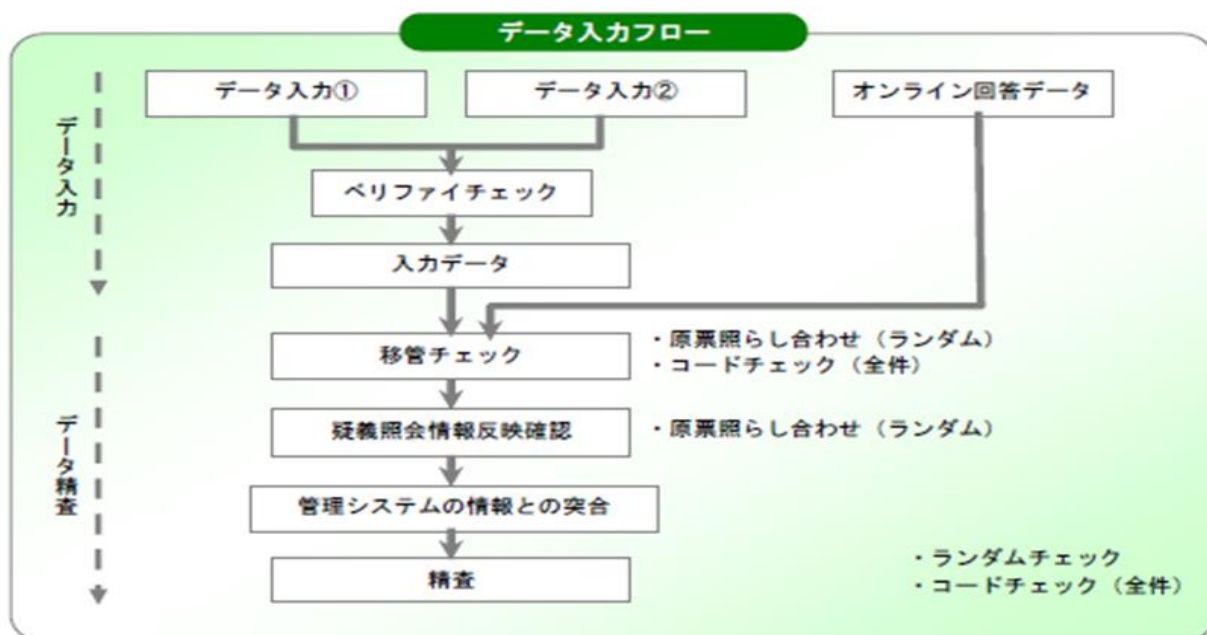 データ入力フロー
データ入力①
データ入力②
オンライン回答データ
データ入力
ベリファイチェック
入力データ
移管チェック
・原票照らし合わせ（ランダム）
・コードチェック（全件）
データ精査
疑義照会情報反映確認
・原票照らし合わせ（ランダム）
管理システムの情報との突合
精査
・ランダムチェック
・コードチェック（全件）